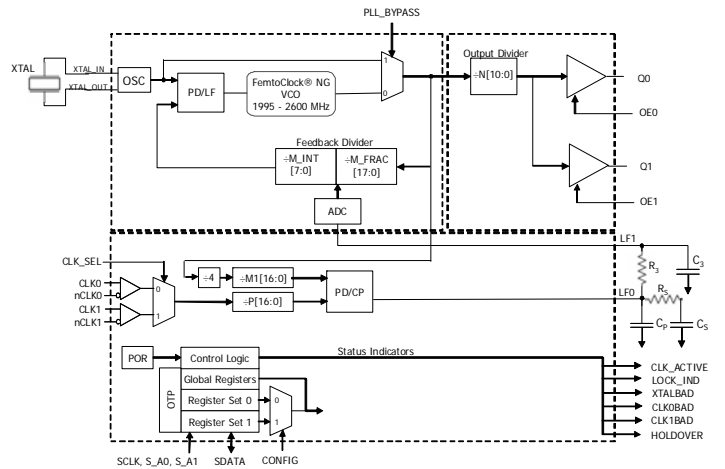 PLL_BYPASS
XTAL
XTAL_IN
XTAL_OUT
OSC
PD/LF
FemtoClock® NG
VCO
1995 - 2600 MHz
1
0
Output Divider
÷N[10:0]
Q0
OE0
Q1
OE1
Feedback Divider
÷M_INT
[7:0]
÷M_FRAC
[17:0]
ADC
LF1
CLK_SEL
CLK0
nCLK0
CLK1
nCLK1
0
1
÷4
÷M1[16:0]
÷P[16:0]
PD/CP
LF0
R3
C3
RS
CP
CS
POR
Control Logic
Status Indicators
OTP
Global Registers
Register Set 0
Register Set 1
0
1
CLK_ACTIVE
LOCK_IND
XTALBAD
CLK0BAD
CLK1BAD
HOLDOVER
SCLK, S_A0, S_A1
SDATA
CONFIG